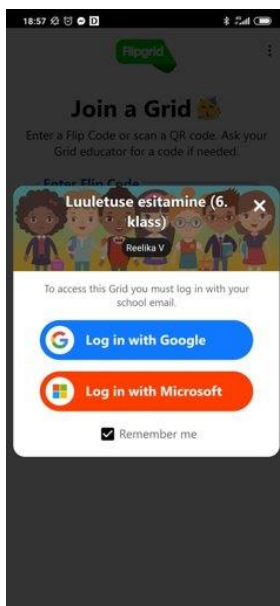 18:57
Flipgrid
Join a Grid
Enter a Flip Code or scan a QR code. Ask your
Grid educator for a code if needed.
Enter Flip Code
Luuletuse esitamine (6.
klass)
Reelika V
To access this Grid you must log in with your
school email.
Log in with Google
Log in with Microsoft
Remember me